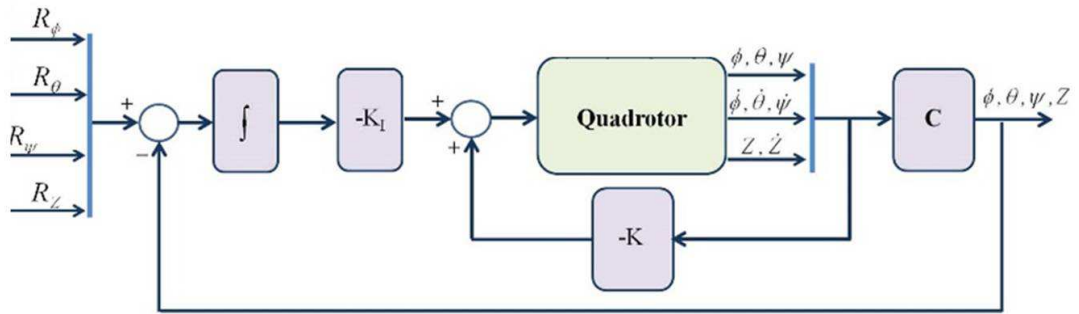 R_ϕ
R_θ
R_ψ
R_Z
+
−
∫
-K_I
+
+
Quadrotor
ϕ, θ, ψ
ϕ̇, θ̇, ψ̇
Z, Ż
C
ϕ, θ, ψ, Z
-K